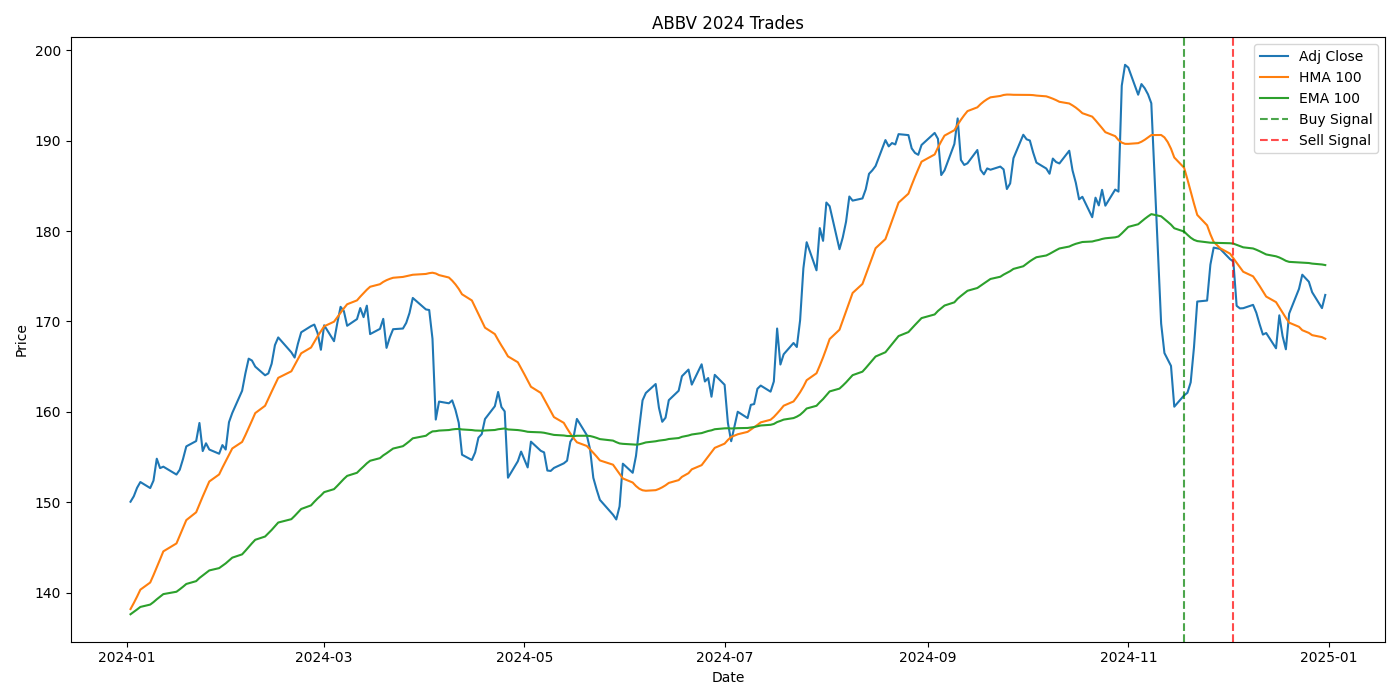 ABBV 2024 Trades
Price
200
190
180
170
160
150
140
Adj Close
HMA 100
EMA 100
Buy Signal
Sell Signal
2024-01
2024-03
2024-05
2024-07
2024-09
2024-11
2025-01
Date